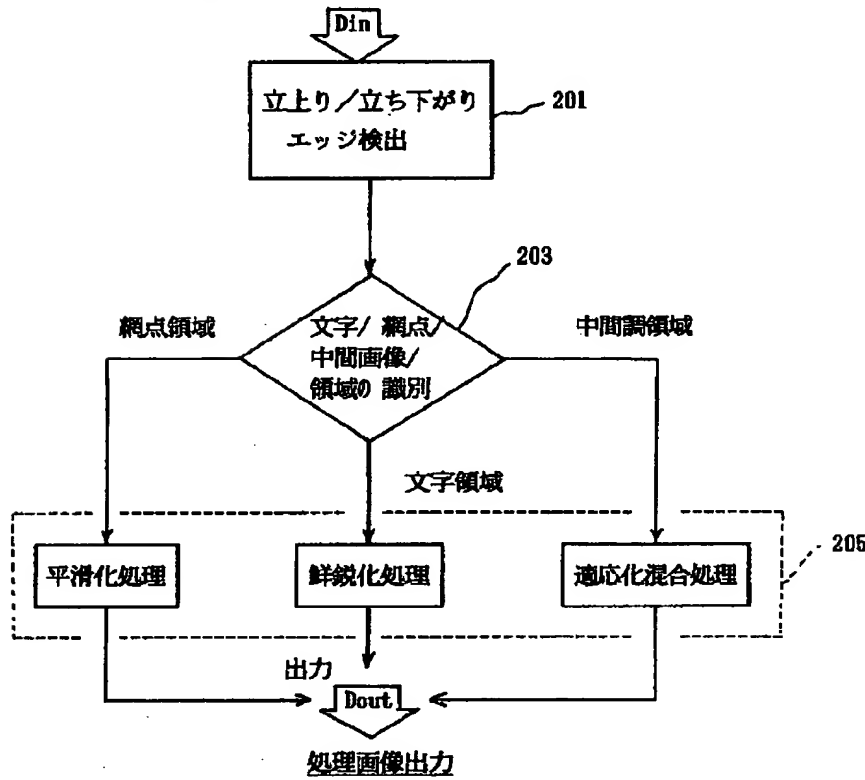 Din
立上り／立ち下がり
エッジ検出
201
203
網点領域
文字/ 網点/
中間画像/
領域の 識別
中間調領域
文字領域
205
平滑化処理
鮮鋭化処理
適応化混合処理
出力
Dout
処理画像出力